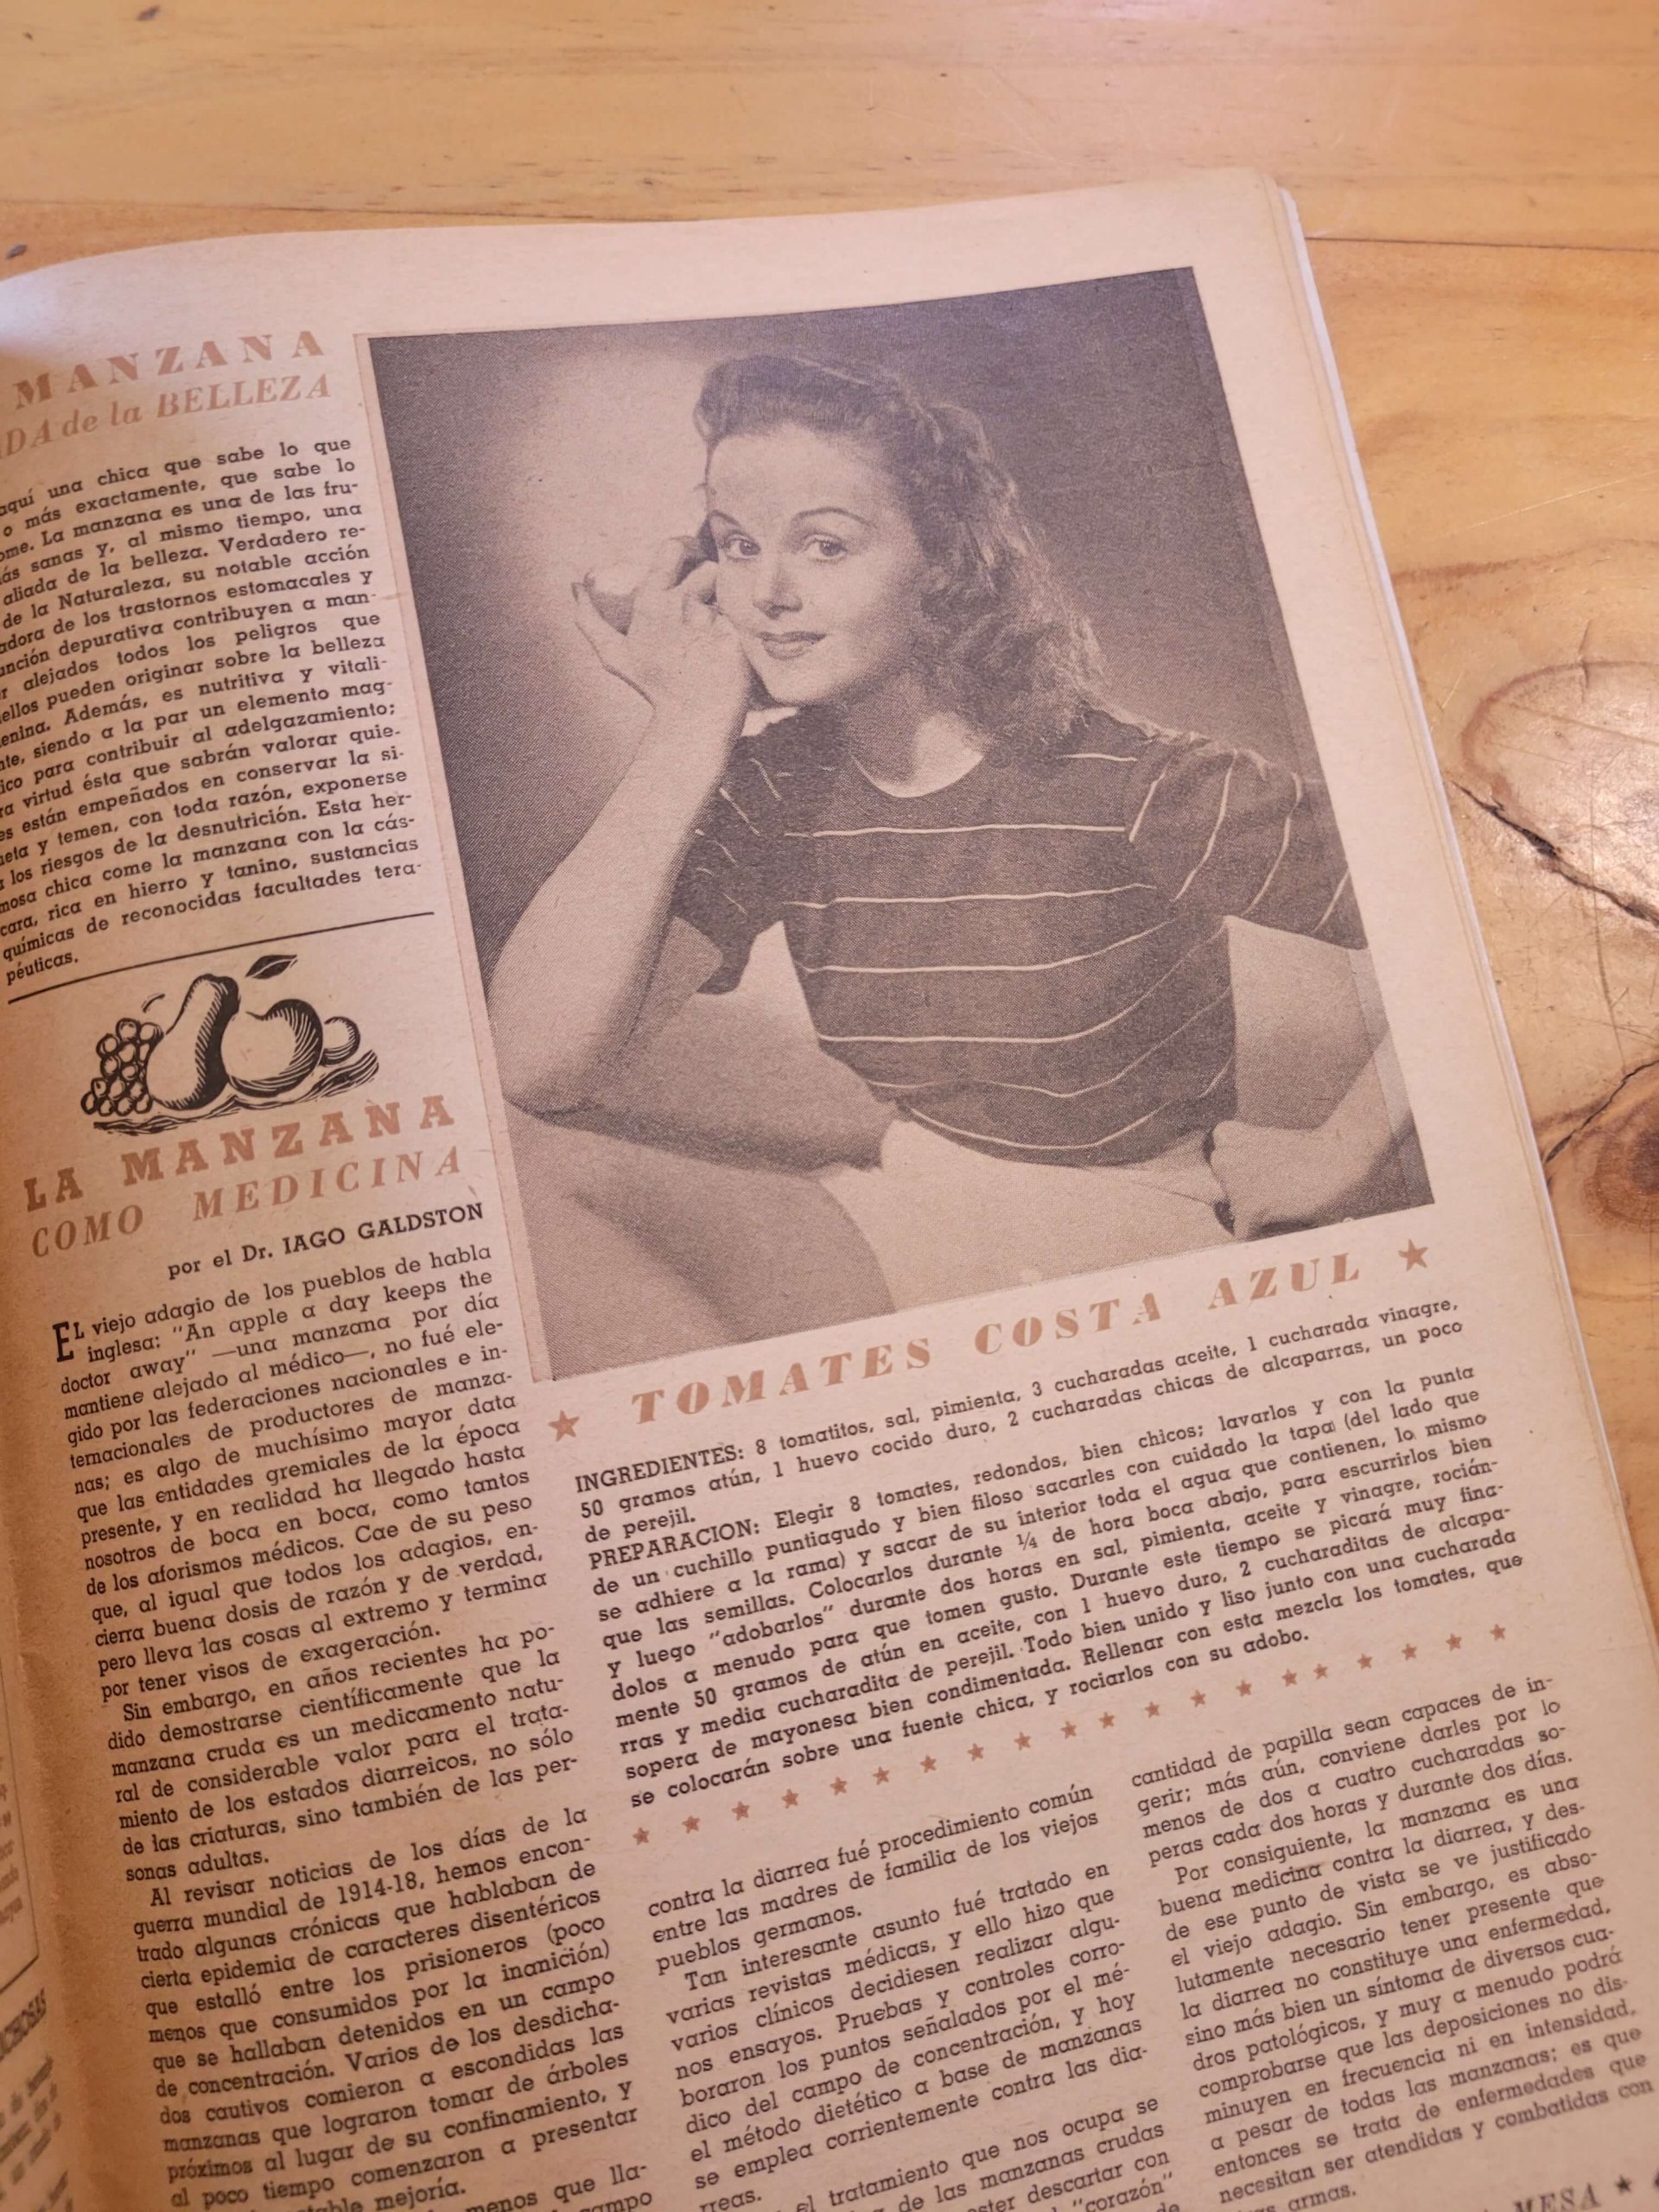 MANZANA
DA de la BELLEZA
aquí una chica que sabe lo que
o más exactamente, que sabe lo
ome. La manzana es una de las fru-
ás sanas y, al mismo tiempo, una
aliada de la belleza. Verdadero re-
de la Naturaleza, su notable acción
adora de los trastornos estomacales y
unción depurativa contribuyen a man-
r alejados todos los peligros que
ellos pueden originar sobre la belleza
enina. Además, es nutritiva y vitali-
nte, siendo a la par un elemento mag-
ico para contribuir al adelgazamiento;
ra virtud ésta que sabrán valorar quie-
es están empeñados en conservar la si-
ueta y temen, con toda razón, exponerse
a los riesgos de la desnutrición. Esta her-
mosa chica come la manzana con la cás-
cara, rica en hierro y tanino, sustancias
químicas de reconocidas facultades tera-
péuticas.
LA MANZANA
COMO MEDICINA
por el Dr. IAGO GALDSTON
EL viejo adagio de los pueblos de habla
inglesa: "An apple a day keeps the
doctor away" —una manzana por día
mantiene alejado al médico—, no fué ele-
gido por las federaciones nacionales e in-
ternacionales de productores de manza-
nas; es algo de muchísimo mayor data
que las entidades gremiales de la época
presente, y en realidad ha llegado hasta
nosotros de boca en boca, como tantos
de los aforismos médicos. Cae de su peso
que, al igual que todos los adagios, en-
cierra buena dosis de razón y de verdad,
pero lleva las cosas al extremo y termina
por tener visos de exageración.
Sin embargo, en años recientes ha po-
dido demostrarse científicamente que la
manzana cruda es un medicamento natu-
ral de considerable valor para el trata-
miento de los estados diarreicos, no sólo
de las criaturas, sino también de las per-
sonas adultas.
Al revisar noticias de los días de la
guerra mundial de 1914-18, hemos encon-
trado algunas crónicas que hablaban de
cierta epidemia de caracteres disentéricos
que estalló entre los prisioneros (poco
menos que consumidos por la inanición)
que se hallaban detenidos en un campo
de concentración. Varios de los desdicha-
dos cautivos comieron a escondidas las
manzanas que lograron tomar de árboles
próximos al lugar de su confinamiento, y
al poco tiempo comenzaron a presentar
table mejoría.
menos que lla-
campo
★ TOMATES COSTA AZUL ★
INGREDIENTES: 8 tomatitos, sal, pimienta, 3 cucharadas aceite, 1 cucharada vinagre,
50 gramos atún, 1 huevo cocido duro, 2 cucharadas chicas de alcaparras, un poco
de perejil.
PREPARACION: Elegir 8 tomates, redondos, bien chicos; lavarlos y con la punta
de un cuchillo puntiagudo y bien filoso sacarles con cuidado la tapa (del lado que
se adhiere a la rama) y sacar de su interior toda el agua que contienen, lo mismo
que las semillas. Colocarlos durante ¼ de hora boca abajo, para escurrirlos bien
y luego "adobarlos" durante dos horas en sal, pimienta, aceite y vinagre, rocián-
dolos a menudo para que tomen gusto. Durante este tiempo se picará muy fina-
mente 50 gramos de atún en aceite, con 1 huevo duro, 2 cucharaditas de alcapa-
rras y media cucharadita de perejil. Todo bien unido y liso junto con una cucharada
sopera de mayonesa bien condimentada. Rellenar con esta mezcla los tomates, que
se colocarán sobre una fuente chica, y rociarlos con su adobo.
contra la diarrea fué procedimiento común
entre las madres de familia de los viejos
pueblos germanos.
Tan interesante asunto fué tratado en
varias revistas médicas, y ello hizo que
varios clínicos decidiesen realizar algu-
nos ensayos. Pruebas y controles corro-
boraron los puntos señalados por el mé-
dico del campo de concentración, y hoy
el método dietético a base de manzanas
se emplea corrientemente contra las dia-
rreas.
el tratamiento que nos ocupa se
de las manzanas crudas
ster descartar con
"corazón"
de
cantidad de papilla sean capaces de in-
gerir; más aún, conviene darles por lo
menos de dos a cuatro cucharadas so-
peras cada dos horas y durante dos días.
Por consiguiente, la manzana es una
buena medicina contra la diarrea, y des-
de ese punto de vista se ve justificado
el viejo adagio. Sin embargo, es abso-
lutamente necesario tener presente que
la diarrea no constituye una enfermedad,
sino más bien un síntoma de diversos cua-
dros patológicos, y muy a menudo podrá
comprobarse que las deposiciones no dis-
minuyen en frecuencia ni en intensidad,
a pesar de todas las manzanas; es que
entonces se trata de enfermedades que
necesitan ser atendidas y combatidas con
armas.
MESA ★